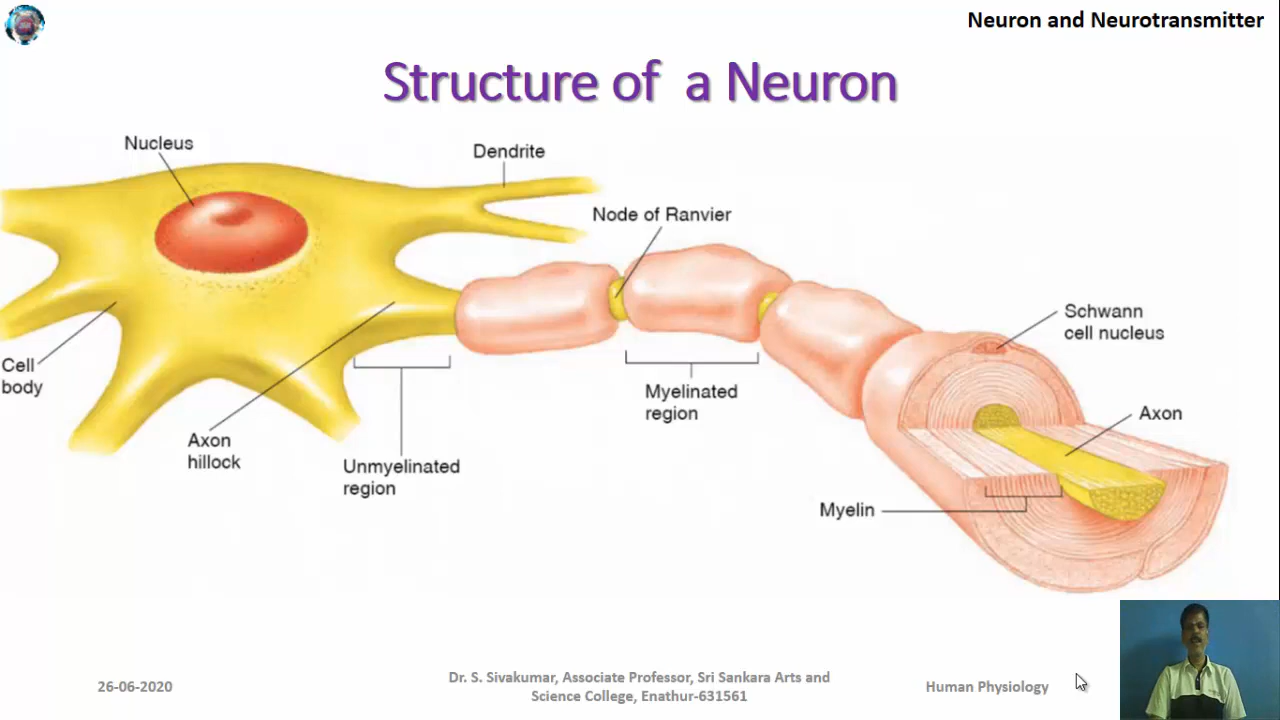 Neuron and Neurotransmitter
Structure of a Neuron
Nucleus
Dendrite
Node of Ranvier
Schwann
cell nucleus
Cell
body
Myelinated
region
Axon
Axon
hillock
Unmyelinated
region
Myelin
26-06-2020
Dr. S. Sivakumar, Associate Professor, Sri Sankara Arts and
Science College, Enathur-631561
Human Physiology